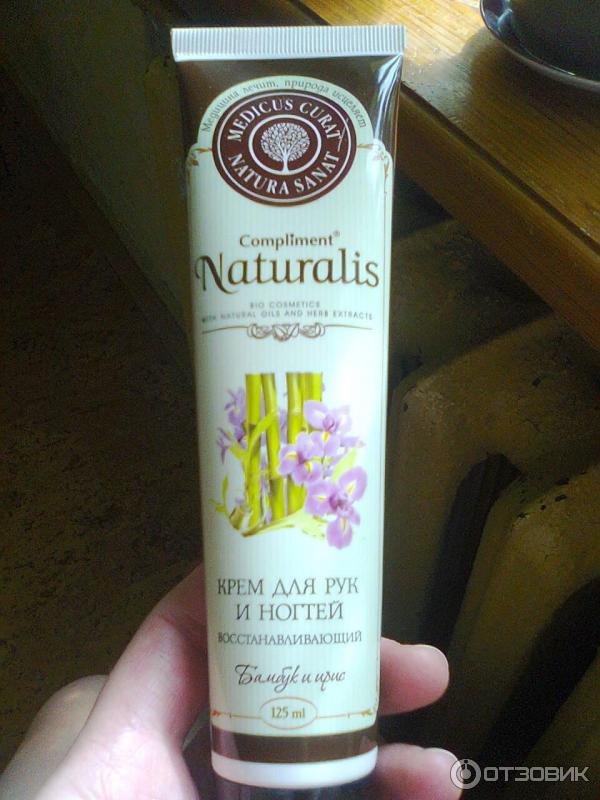 Медицина лечит, природа исцеляет
MEDICUS CURAT
NATURA SANAT
Compliment®
Naturalis
BIO COSMETICS
WITH NATURAL OILS AND HERB EXTRACTS
КРЕМ ДЛЯ РУК
И НОГТЕЙ
ВОССТАНАВЛИВАЮЩИЙ
Бамбук и ирис
125 ml
ОТЗОВИК